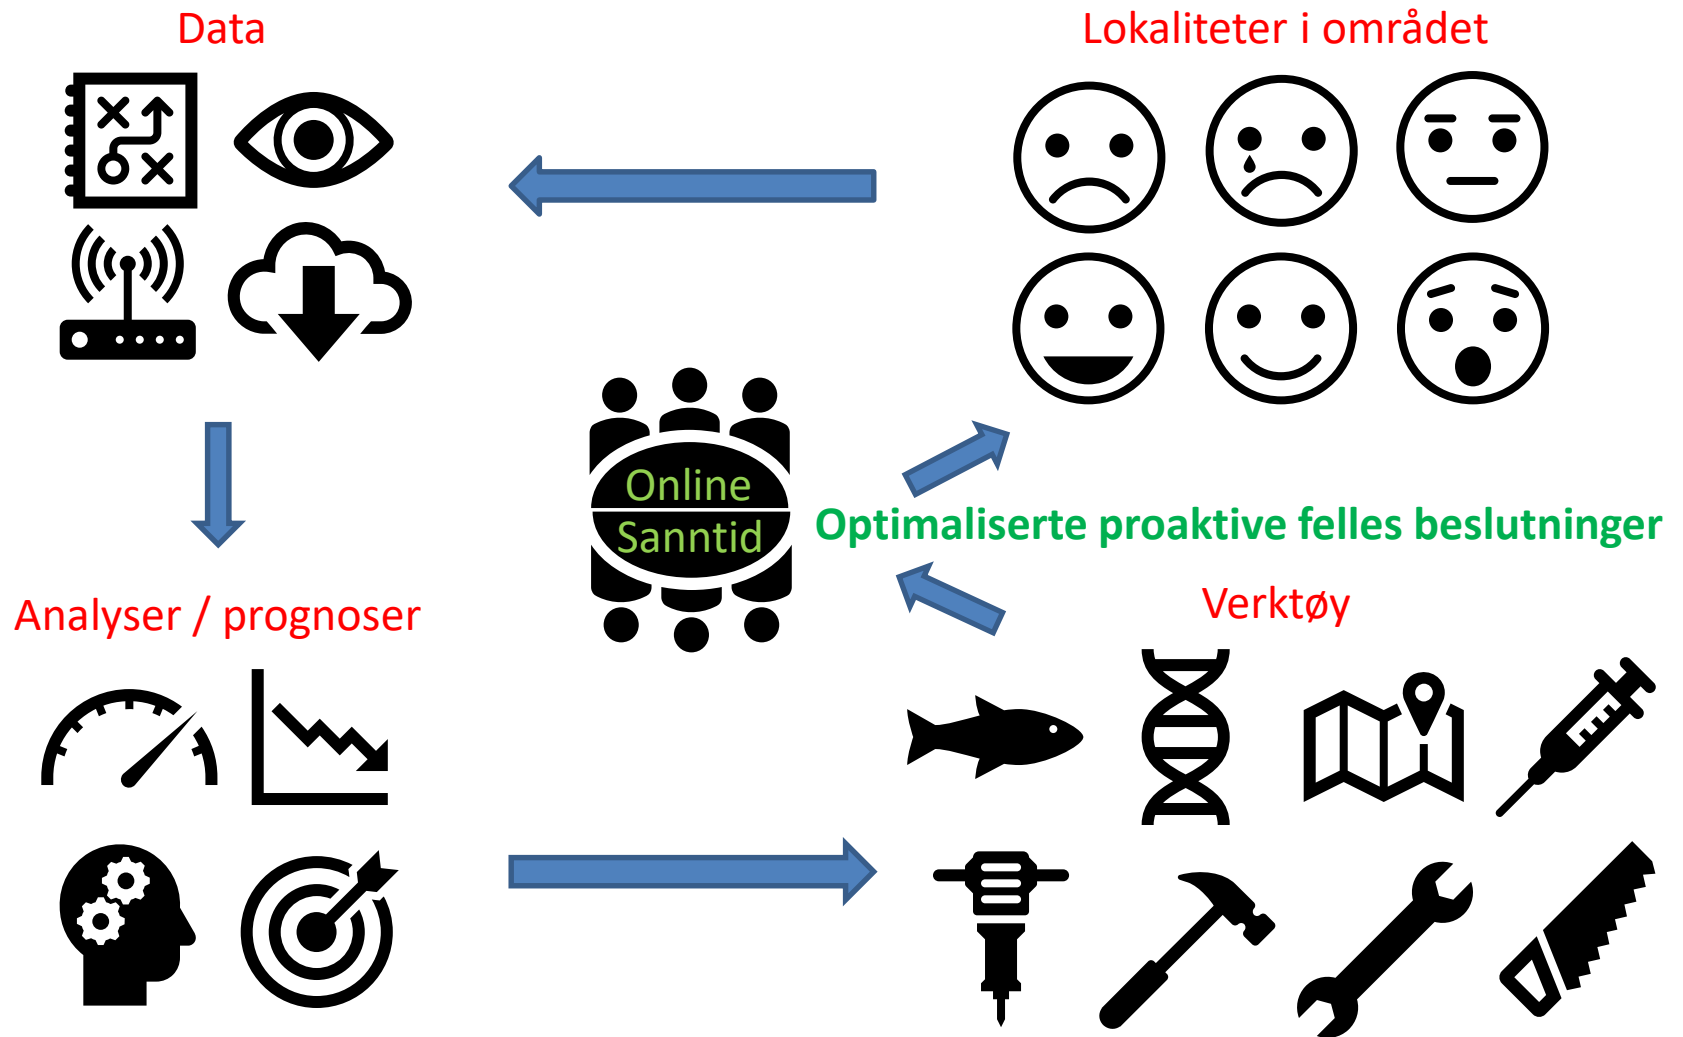 Data
Lokaliteter i området
Online
Sanntid
Optimaliserte proaktive felles beslutninger
Analyser / prognoser
Verktøy